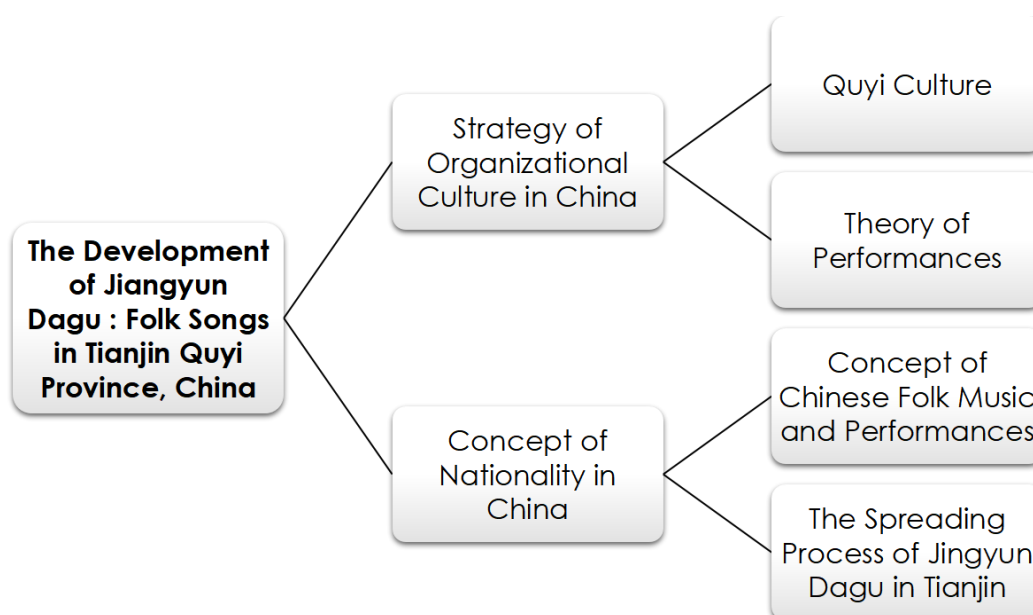 The Development
of Jiangyun
Dagu : Folk Songs
in Tianjin Quyi
Province, China
Strategy of
Organizational
Culture in China
Quyi Culture
Theory of
Performances
Concept of
Nationality in
China
Concept of
Chinese Folk Music
and Performances
The Spreading
Process of Jingyun
Dagu in Tianjin